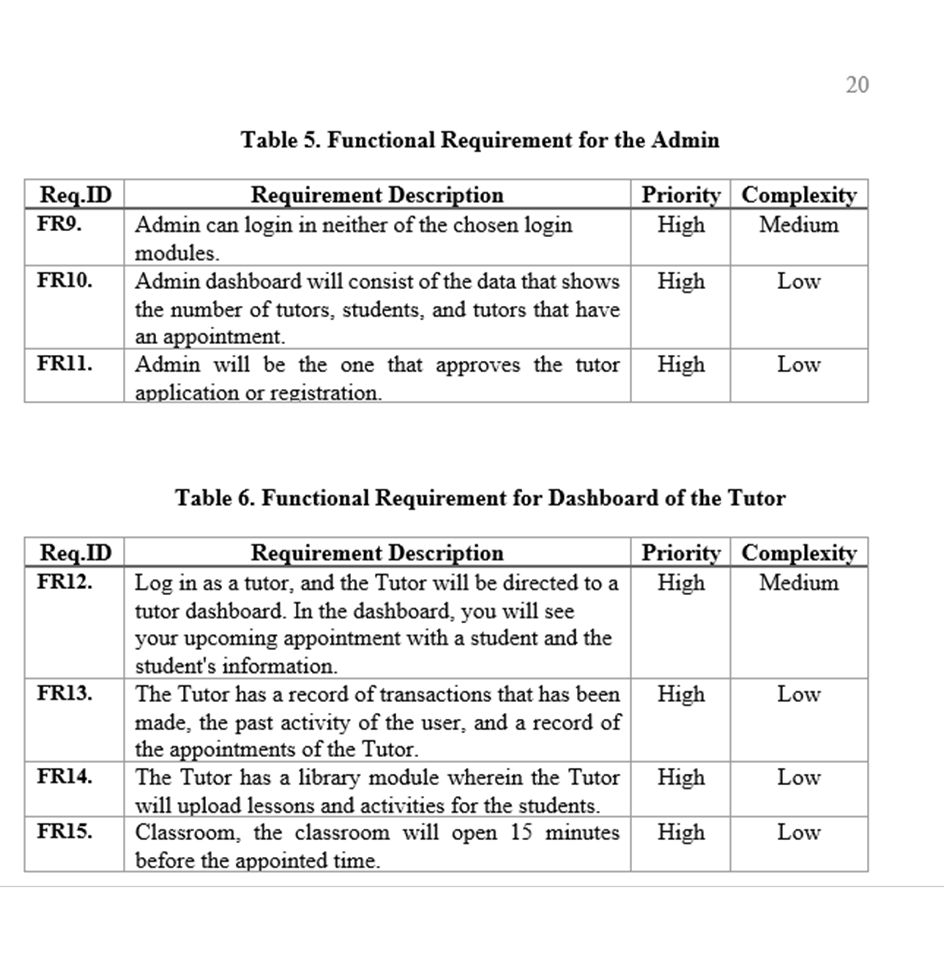 20
Table 5. Functional Requirement for the Admin
Req.ID Requirement Description Priority Complexity
FR9. Admin can login in neither of the chosen login High Medium
modules.
FR10. Admin dashboard will consist of the data that shows High Low
the number of tutors, students, and tutors that have
an appointment.
FR11. Admin will be the one that approves the tutor High Low
application or registration.
Table 6. Functional Requirement for Dashboard of the Tutor
Req.ID Requirement Description Priority Complexity
FR12. Log in as a tutor, and the Tutor will be directed to a High Medium
tutor dashboard. In the dashboard, you will see
your upcoming appointment with a student and the
student's information.
FR13. The Tutor has a record of transactions that has been High Low
made, the past activity of the user, and a record of
the appointments of the Tutor.
FR14. The Tutor has a library module wherein the Tutor High Low
will upload lessons and activities for the students.
FR15. Classroom, the classroom will open 15 minutes High Low
before the appointed time.